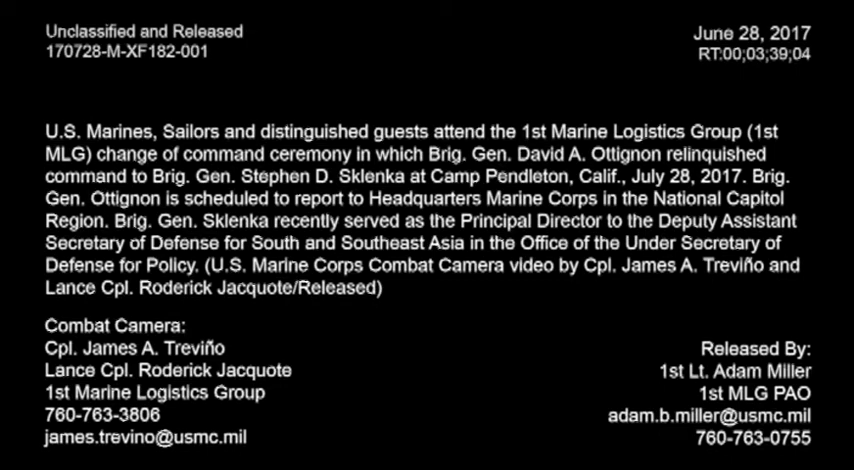 Unclassified and Released
170728-M-XF182-001
June 28, 2017
RT:00;03;39;04
U.S. Marines, Sailors and distinguished guests attend the 1st Marine Logistics Group (1st
MLG) change of command ceremony in which Brig. Gen. David A. Ottignon relinquished
command to Brig. Gen. Stephen D. Sklenka at Camp Pendleton, Calif., July 28, 2017. Brig.
Gen. Ottignon is scheduled to report to Headquarters Marine Corps in the National Capitol
Region. Brig. Gen. Sklenka recently served as the Principal Director to the Deputy Assistant
Secretary of Defense for South and Southeast Asia in the Office of the Under Secretary of
Defense for Policy. (U.S. Marine Corps Combat Camera video by Cpl. James A. Treviño and
Lance Cpl. Roderick Jacquote/Released)
Combat Camera:
Cpl. James A. Treviño
Lance Cpl. Roderick Jacquote
1st Marine Logistics Group
760-763-3806
james.trevino@usmc.mil
Released By:
1st Lt. Adam Miller
1st MLG PAO
adam.b.miller@usmc.mil
760-763-0755